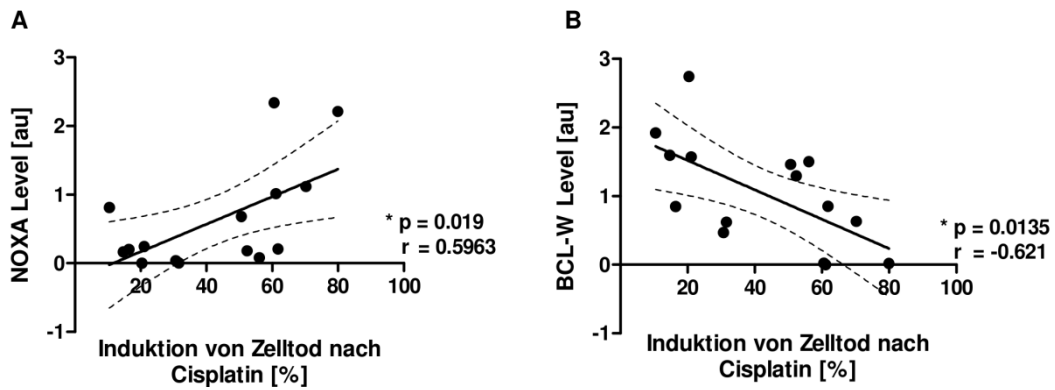 A
NOXA Level [au]
3
2
1
0
-1
20 40 60 80 100
* p = 0.019
r = 0.5963
Induktion von Zelltod nach
Cisplatin [%]
B
BCL-W Level [au]
3
2
1
0
-1
20 40 60 80 100
* p = 0.0135
r = -0.621
Induktion von Zelltod nach
Cisplatin [%]